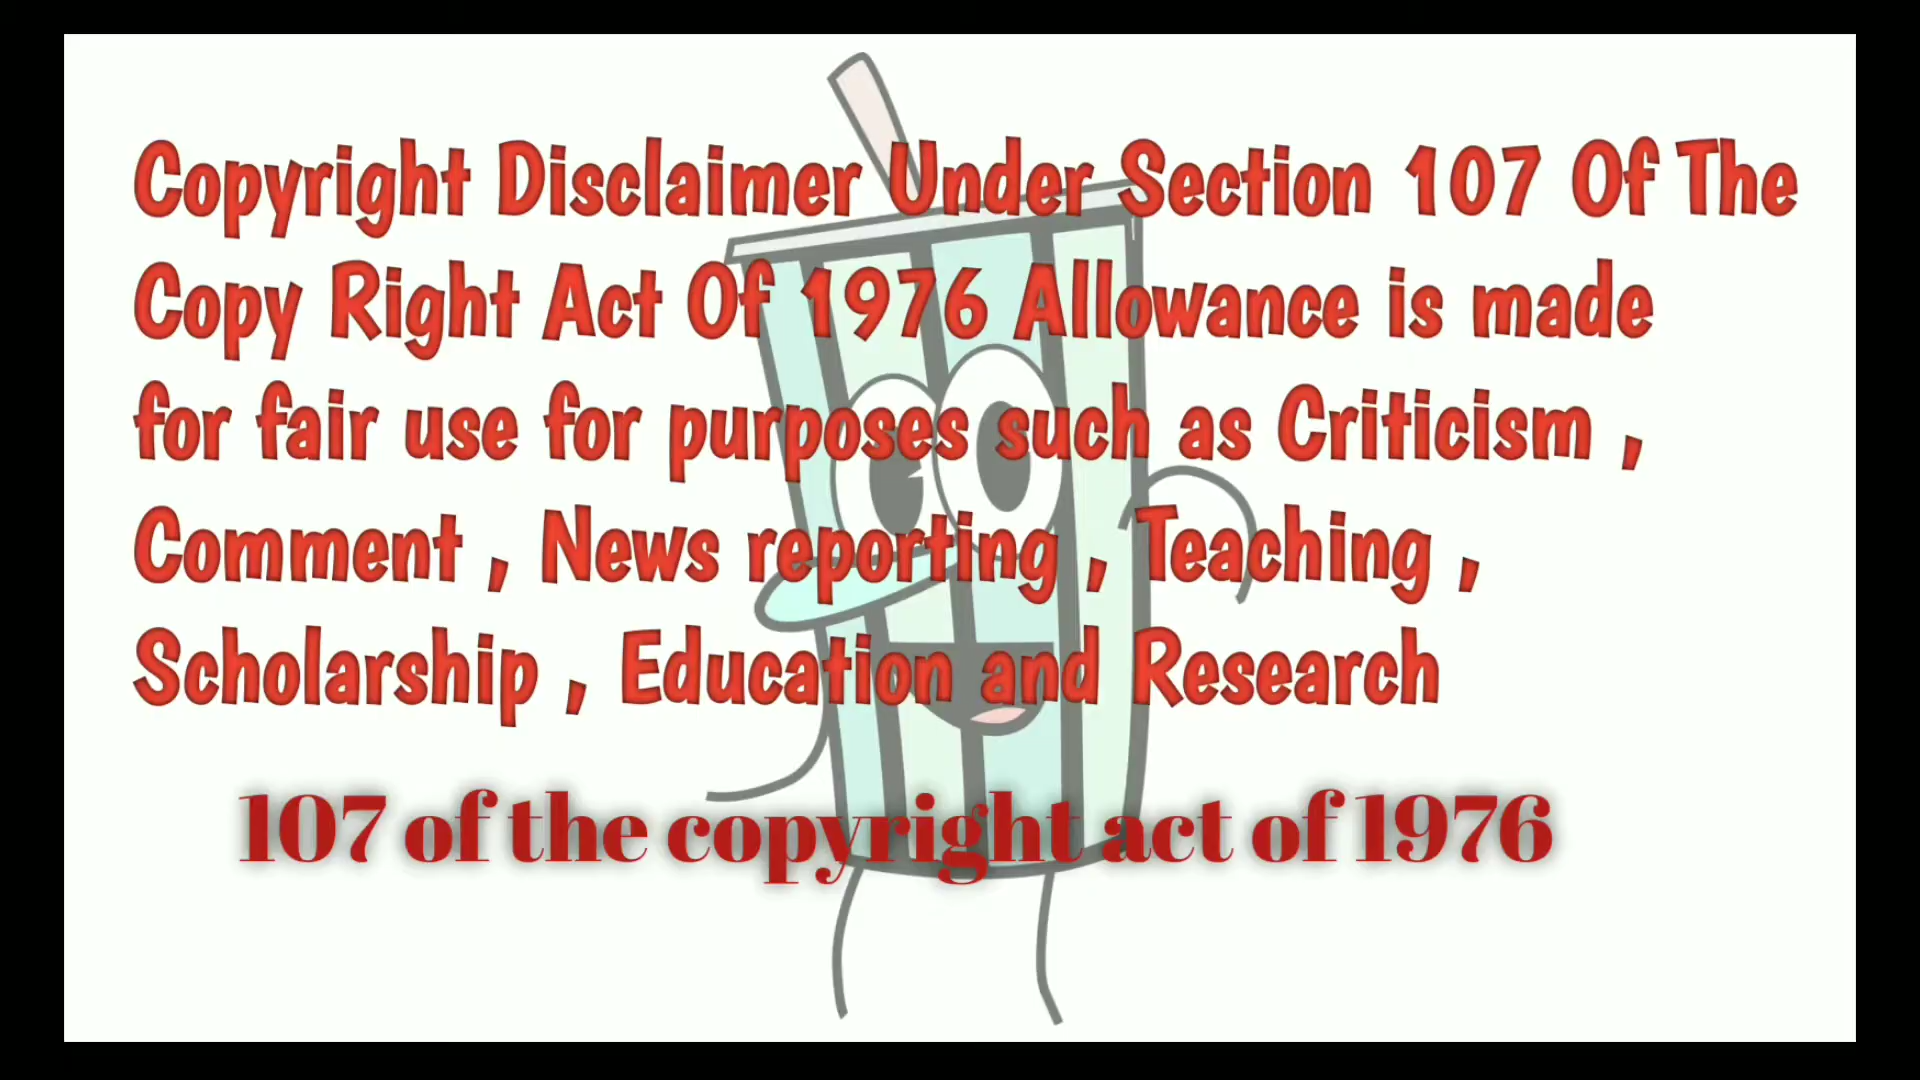 Copyright Disclaimer Under Section 107 Of The
Copy Right Act Of 1976 Allowance is made
for fair use for purposes such as Criticism ,
Comment , News reporting , Teaching ,
Scholarship , Education and Research
107 of the copyright act of 1976